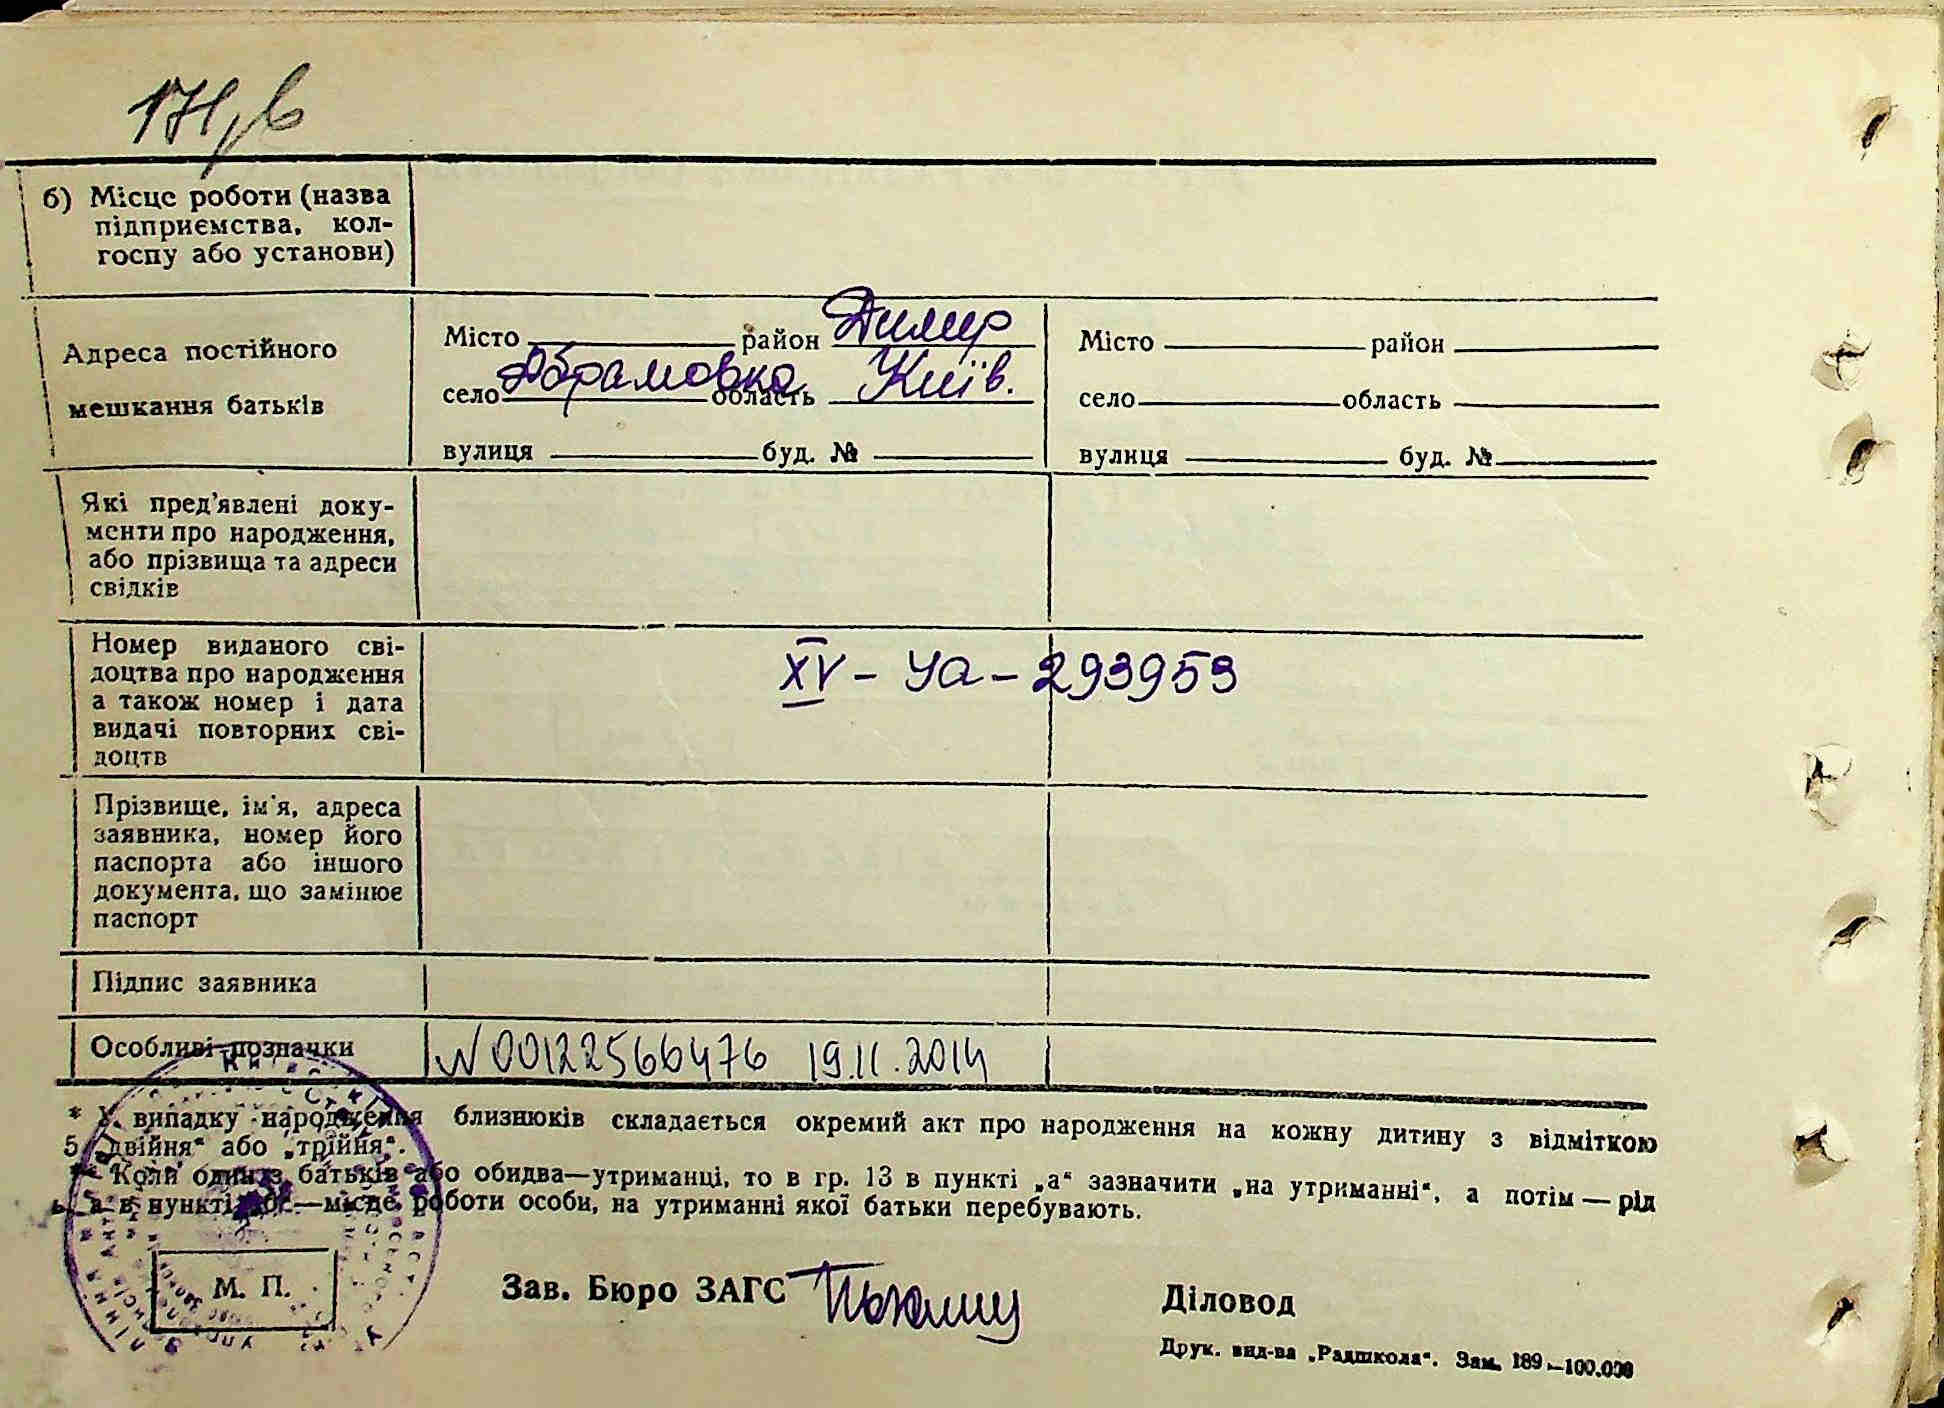 171, в
б) Місце роботи (назва
підприємства, кол-
госпу або установи)
Адреса постійного
мешкання батьків
Місто район Димер
село Абрамовка область Київ.
вулиця буд. №
Місто район
село область
вулиця буд. №
Які пред'явлені доку-
менти про народження,
або прізвища та адреси
свідків
Номер виданого сві-
доцтва про народження
а також номер і дата
видачі повторних сві-
доцтв
XV - УА - 293953
Прізвище, ім'я, адреса
заявника, номер його
паспорта або іншого
документа, що замінює
паспорт
Підпис заявника
Особливі позначки
N 00122566476 19.11.2014
* У випадку народження близнюків складається окремий акт про народження на кожну дитину з відміткою
„двійня“ або „трійня“.
** Коли один з батьків або обидва—утриманці, то в гр. 13 в пункті „а“ зазначити „на утриманні“, а потім — рід
а в пункті „б“—місце роботи особи, на утриманні якої батьки перебувають.
М. П.
Зав. Бюро ЗАГС
Діловод
Друк. вид-ва „Радшкола“. Зам. 189—100.000